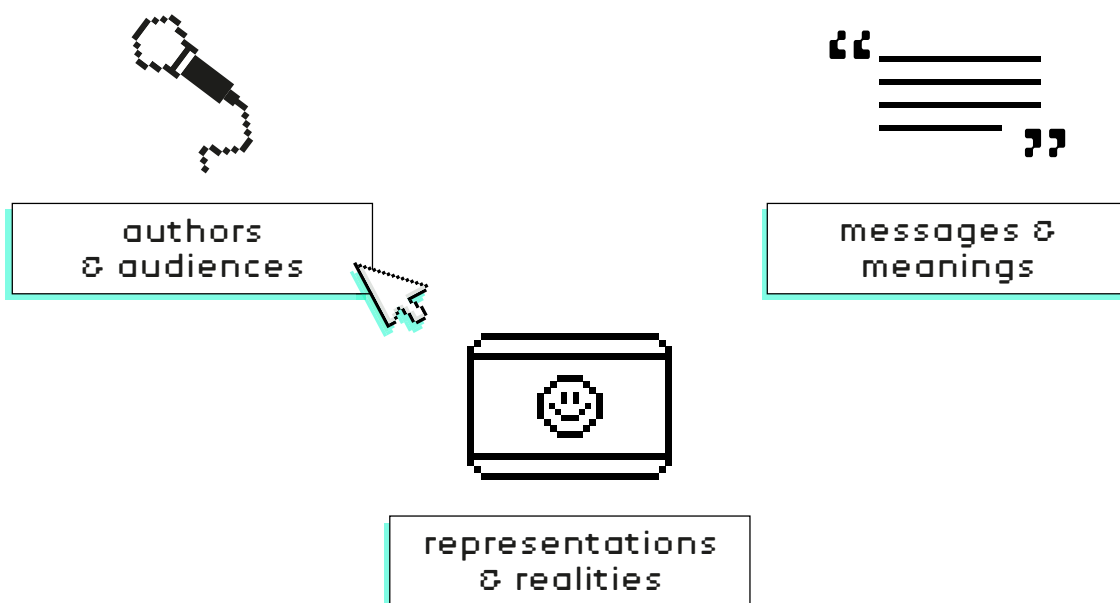 authors
& audiences
messages &
meanings
representations
& realities